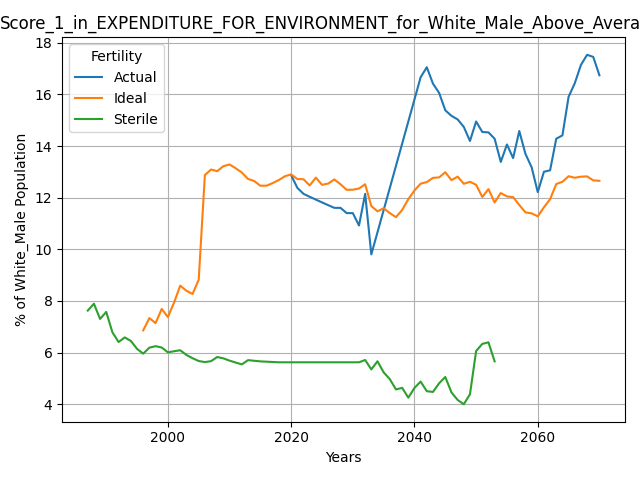 Score_1_in_EXPENDITURE_FOR_ENVIRONMENT_for_White_Male_Above_Avera
18
16
14
12
10
8
6
4
% of White_Male Population
Fertility
Actual
Ideal
Sterile
2000
2020
2040
2060
Years